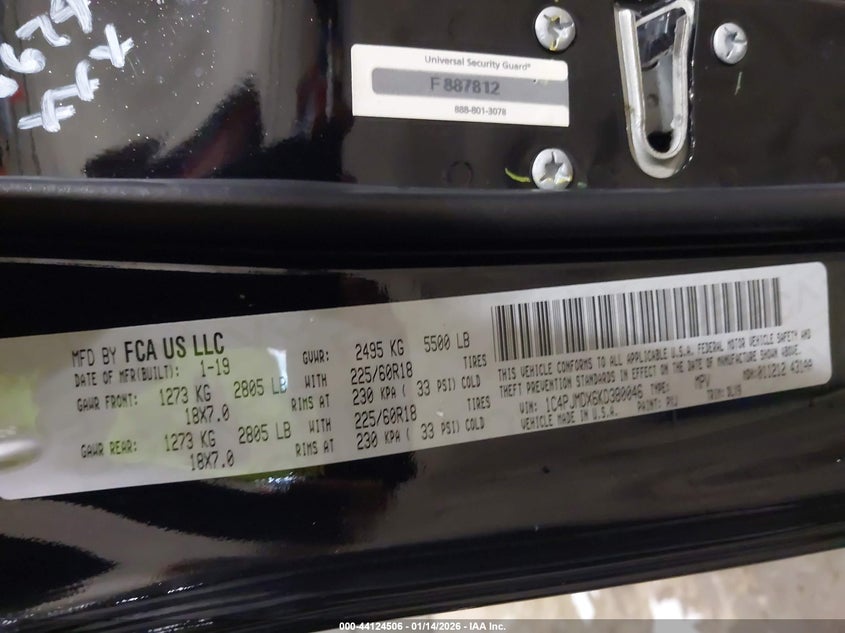 Universal Security Guard®
F 887812
888-801-3078
MFD BY FCA US LLC
DATE OF MFR(BUILT): 1-19
GVWR: 2495 KG 5500 LB
GAWR FRONT: 1273 KG 2805 LB WITH 225/60R18 TIRES
18X7.0 RIMS AT 230 KPA ( 33 PSI) COLD
GAWR REAR: 1273 KG 2805 LB WITH 225/60R18 TIRES
18X7.0 RIMS AT 230 KPA ( 33 PSI) COLD
THIS VEHICLE CONFORMS TO ALL APPLICABLE U.S.A. FEDERAL MOTOR VEHICLE SAFETY AND
THEFT PREVENTION STANDARDS IN EFFECT ON THE DATE OF MANUFACTURE SHOWN ABOVE.
VIN: 1C4PJMDX6KD380046 TYPE: MPV MDH:
VEHICLE MADE IN U.S.A. PAINT: PXJ TRIM:
000-44124506 - 01/14/2026 - IAA Inc.